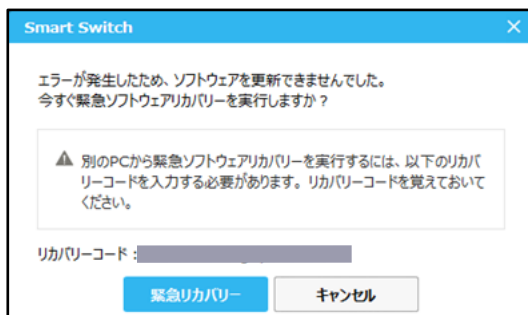 Smart Switch
エラーが発生したため、ソフトウェアを更新できませんでした。
今すぐ緊急ソフトウェアリカバリーを実行しますか？
別のPCから緊急ソフトウェアリカバリーを実行するには、以下のリカバ
リーコードを入力する必要があります。リカバリーコードを覚えておいて
ください。
リカバリーコード：
緊急リカバリー
キャンセル